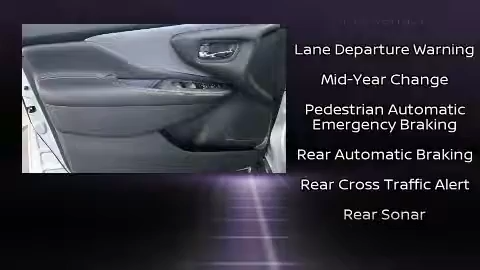 Lane Departure Warning
Mid-Year Change
Pedestrian Automatic
Emergency Braking
Rear Automatic Braking
Rear Cross Traffic Alert
Rear Sonar